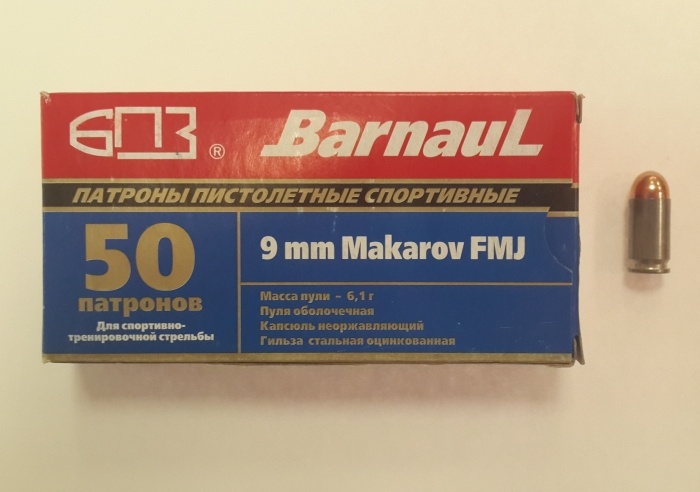 БПЗ ® Barnaul
ПАТРОНЫ ПИСТОЛЕТНЫЕ СПОРТИВНЫЕ
50
патронов
Для спортивно-
тренировочной стрельбы
9 mm Makarov FMJ
Масса пули – 6,1 г
Пуля оболочечная
Капсюль неоржавляющий
Гильза стальная оцинкованная